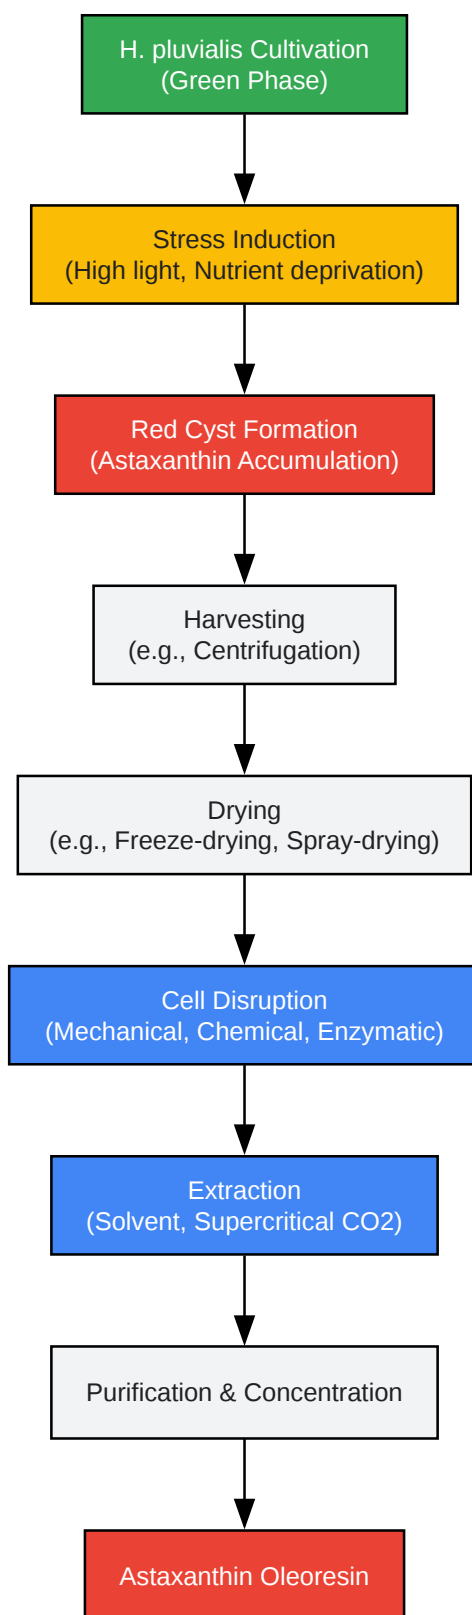 H. pluvialis Cultivation
(Green Phase)
Stress Induction
(High light, Nutrient deprivation)
Red Cyst Formation
(Astaxanthin Accumulation)
Harvesting
(e.g., Centrifugation)
Drying
(e.g., Freeze-drying, Spray-drying)
Cell Disruption
(Mechanical, Chemical, Enzymatic)
Extraction
(Solvent, Supercritical CO2)
Purification & Concentration
Astaxanthin Oleoresin